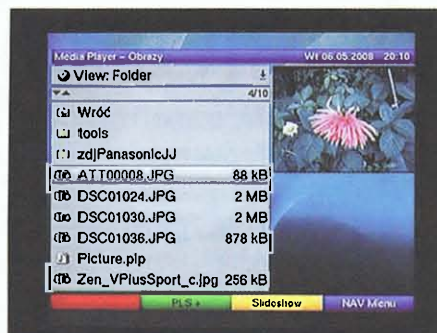 Media Player – Obrazy Wt 06.05.2008 20:10
View: Folder
4/10
Wróć
tools
zdjPanasonicJJ
ATT00008.JPG 88 kB
DSC01024.JPG 2 MB
DSC01030.JPG 2 MB
DSC01036.JPG 878 kB
Picture.plp
Zen_VPlusSport_c.jpg 256 kB
PLS + Slideshow NAV Menu